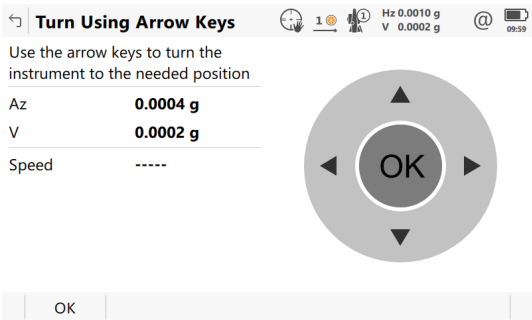 Turn Using Arrow Keys
1
1
Hz 0.0010 g
V 0.0002 g
@
09:59
Use the arrow keys to turn the
instrument to the needed position
Az 0.0004 g
V 0.0002 g
Speed -----
OK
OK